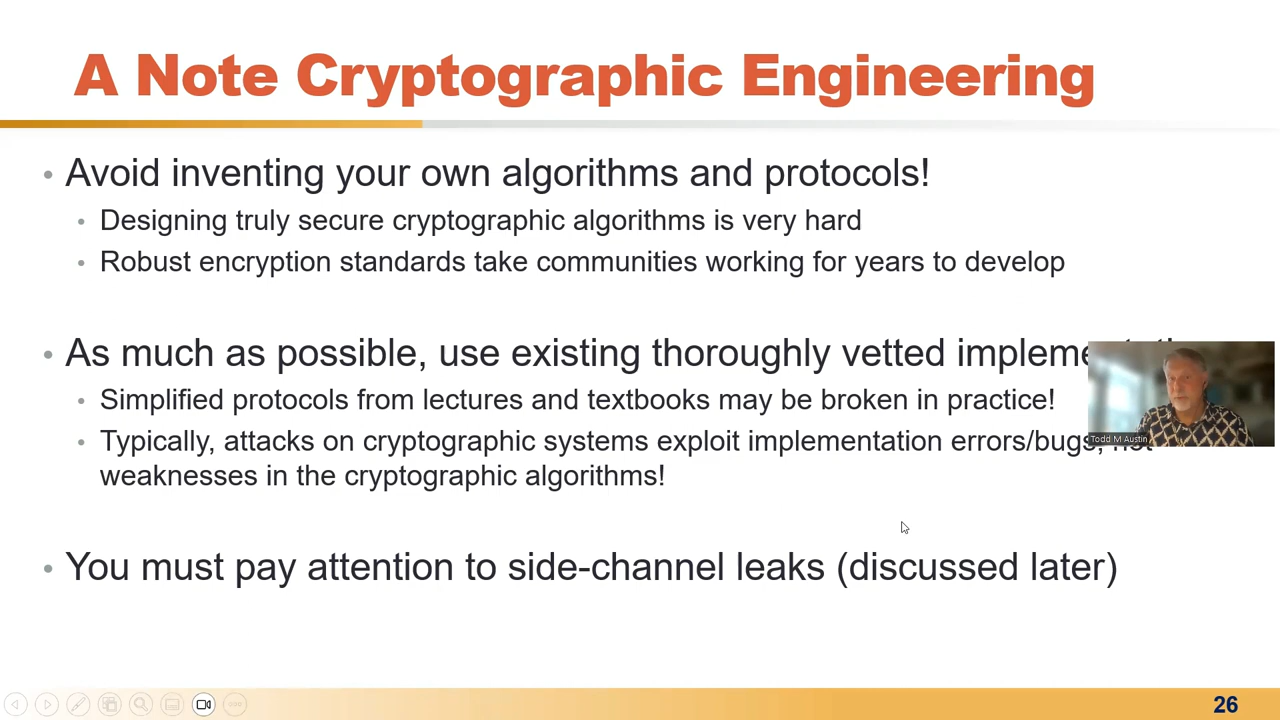 A Note Cryptographic Engineering
• Avoid inventing your own algorithms and protocols!
• Designing truly secure cryptographic algorithms is very hard
• Robust encryption standards take communities working for years to develop
• As much as possible, use existing thoroughly vetted
• Simplified protocols from lectures and textbooks may be broken in practice!
• Typically, attacks on cryptographic systems exploit implementation errors/bugs, not
weaknesses in the cryptographic algorithms!
Todd M Austin
• You must pay attention to side-channel leaks (discussed later)
26